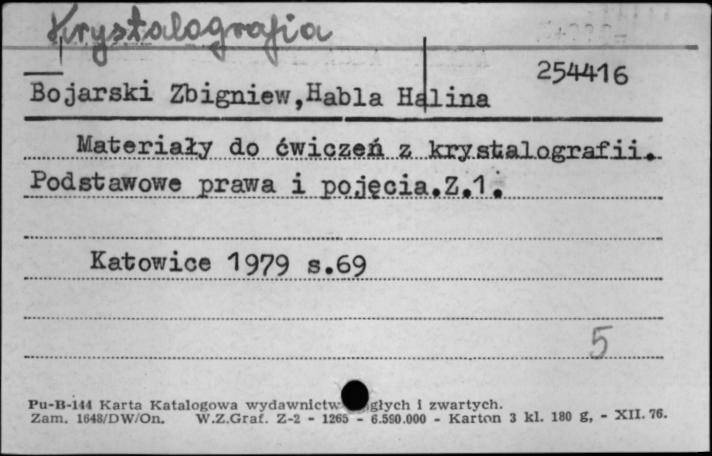 Krystalografia
254416
Bojarski Zbigniew,Habla Halina
Materiały do ćwiczeń z krystalografii.
Podstawowe prawa i pojęcia.Z.1.
Katowice 1979 s.69
5
Pu-B-144 Karta Katalogowa wydawnictw głych i zwartych.
Zam. 1648/DW/On. W.Z.Graf. Z-2 - 1265 - 6.590.000 - Karton 3 kl. 180 g, - XII. 76.